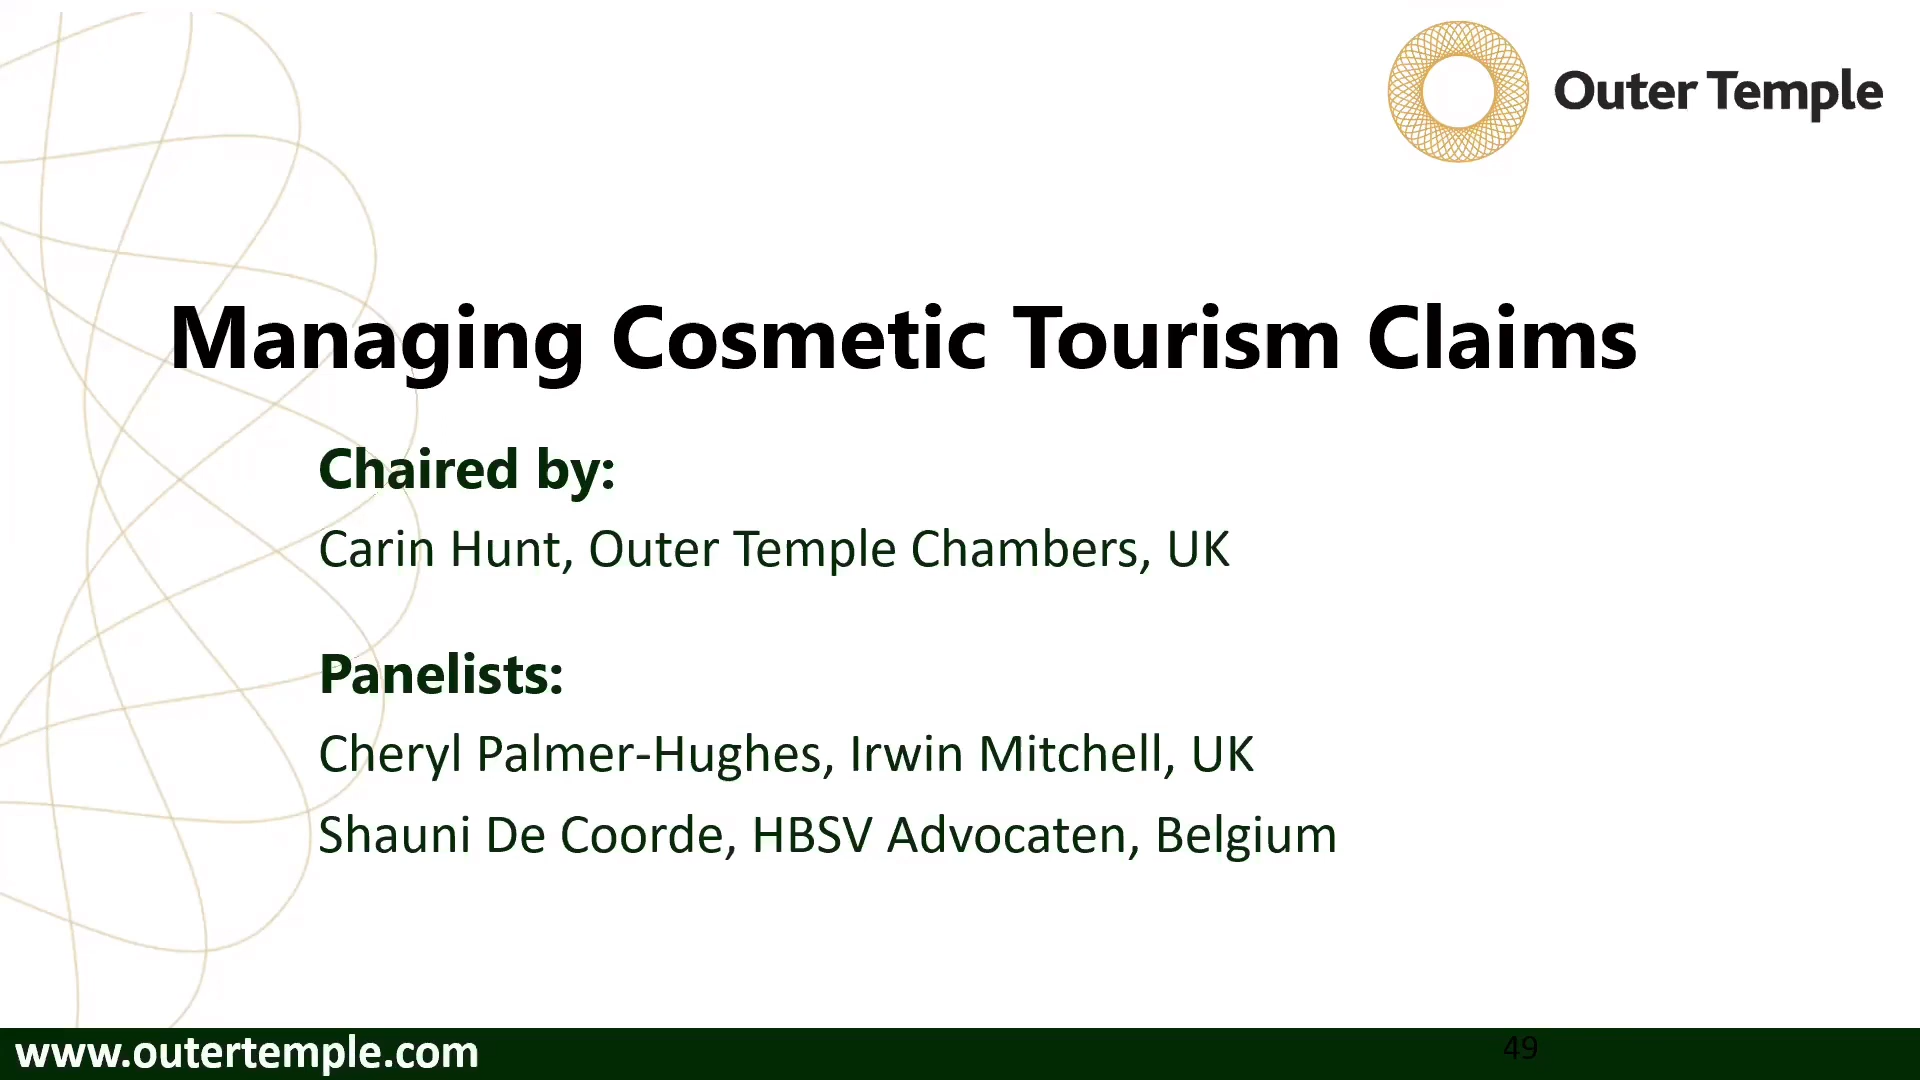 Outer Temple
Managing Cosmetic Tourism Claims
Chaired by:
Carin Hunt, Outer Temple Chambers, UK
Panelists:
Cheryl Palmer-Hughes, Irwin Mitchell, UK
Shauni De Coorde, HBSV Advocaten, Belgium
www.outertemple.com
49